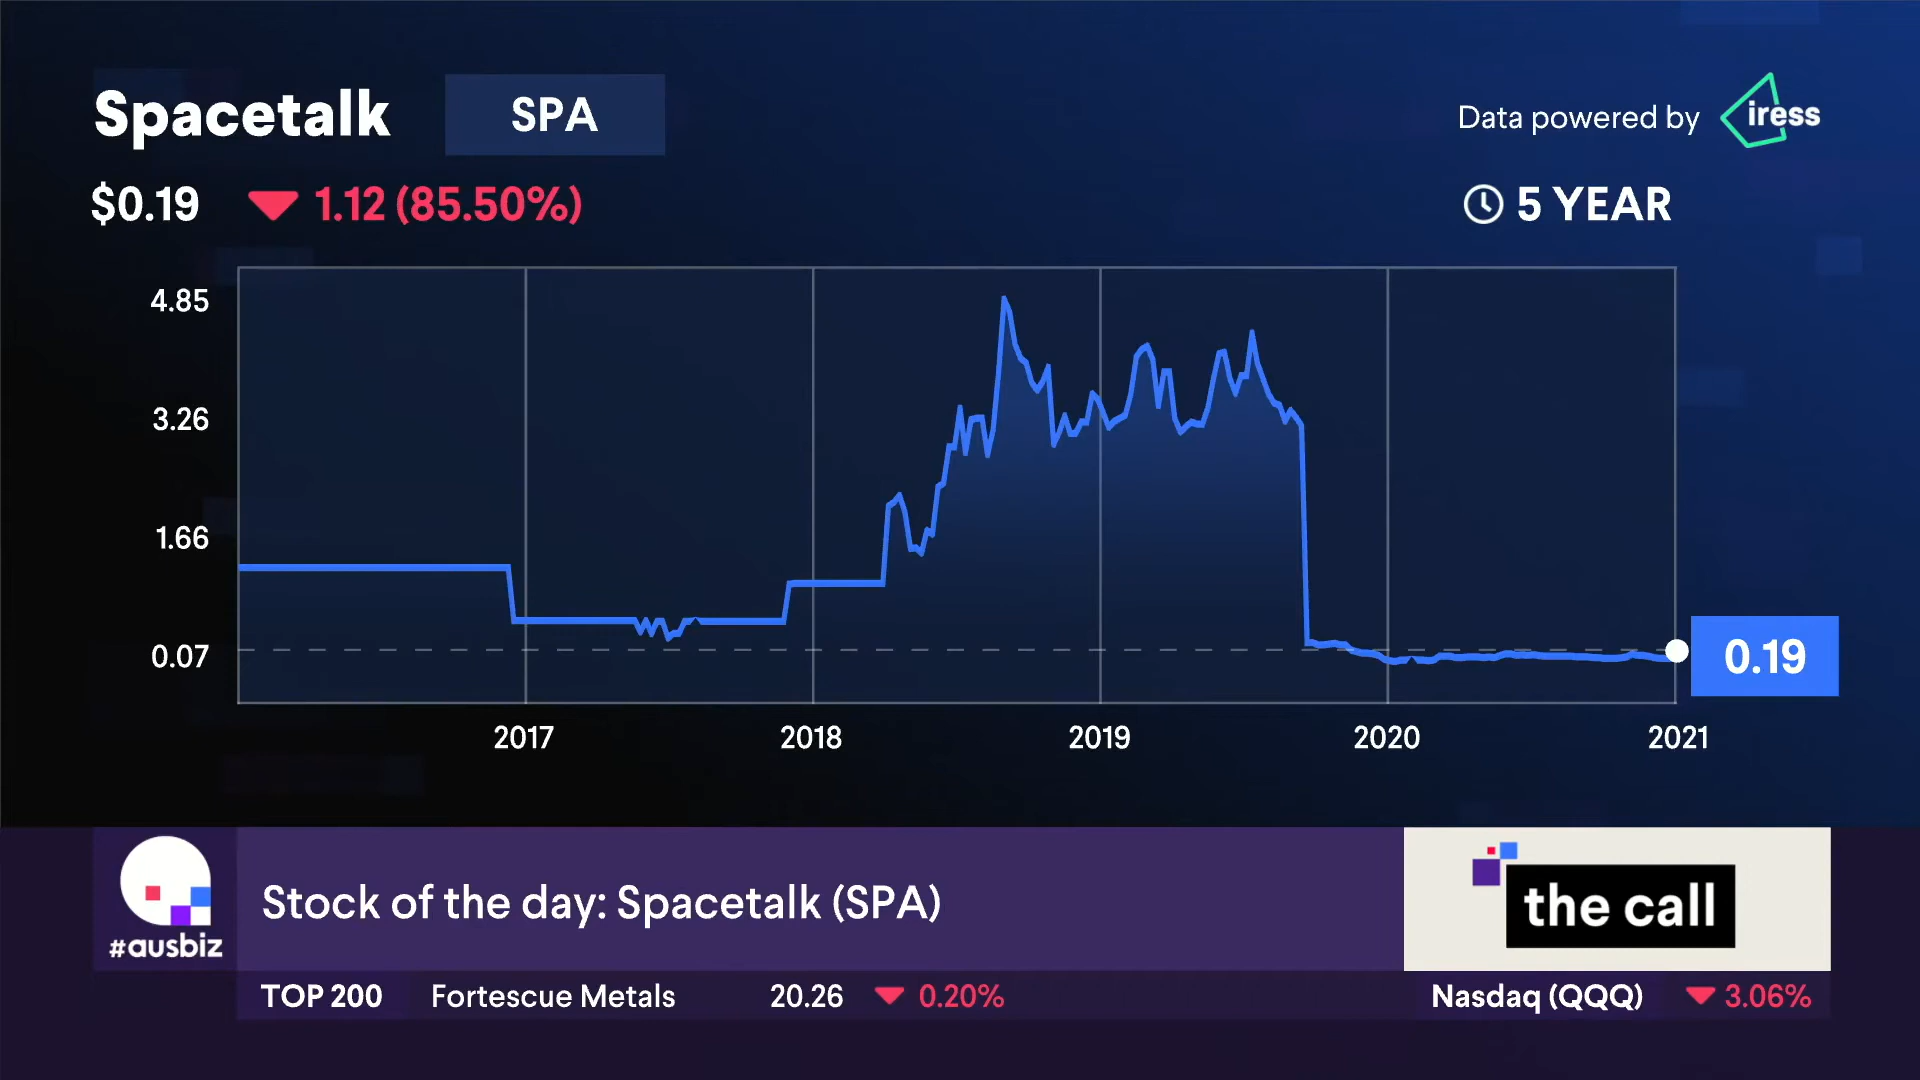 Spacetalk SPA
Data powered by iress
$0.19 1.12 (85.50%)
5 YEAR
4.85
3.26
1.66
0.07
0.19
2017 2018 2019 2020 2021
#ausbiz
Stock of the day: Spacetalk (SPA)
the call
TOP 200 Fortescue Metals 20.26 0.20%
Nasdaq (QQQ) 3.06%